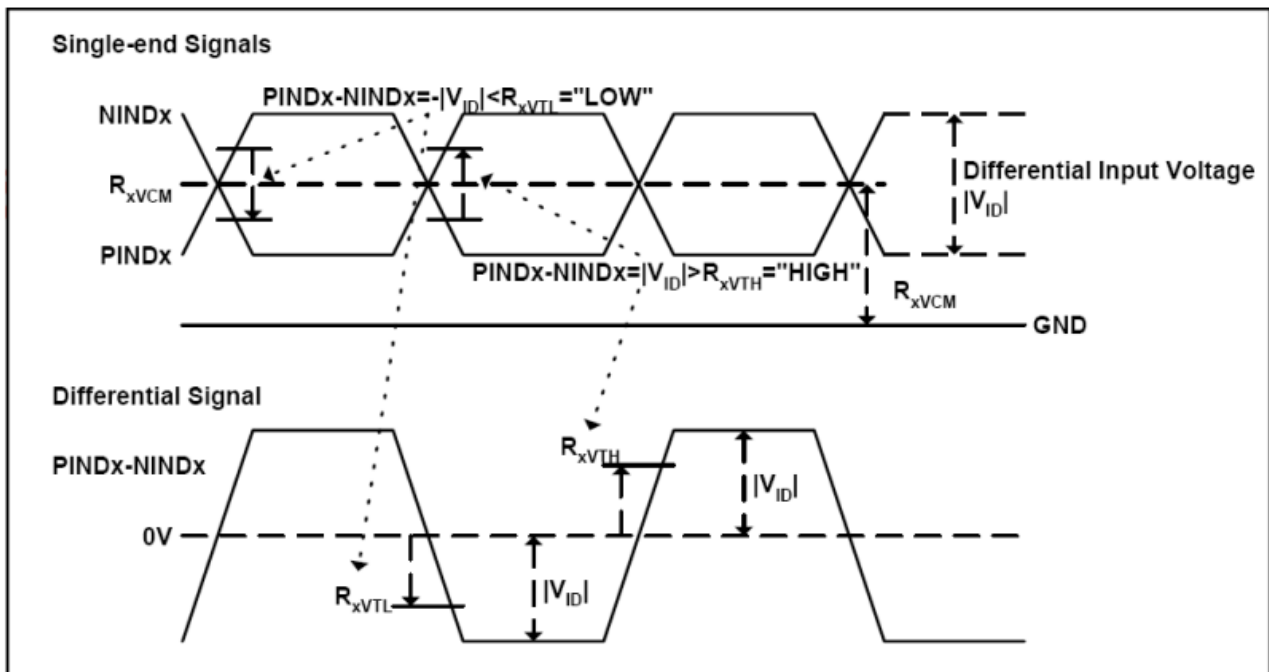 Single-end Signals
PINDx-NINDx=-|VID|<RxVTL="LOW"
NINDx
RxVCM
Differential Input Voltage
|VID|
PINDx
PINDx-NINDx=|VID|>RxVTH="HIGH"
RxVCM
GND
Differential Signal
PINDx-NINDx
RxVTH
|VID|
0V
RxVTL
|VID|